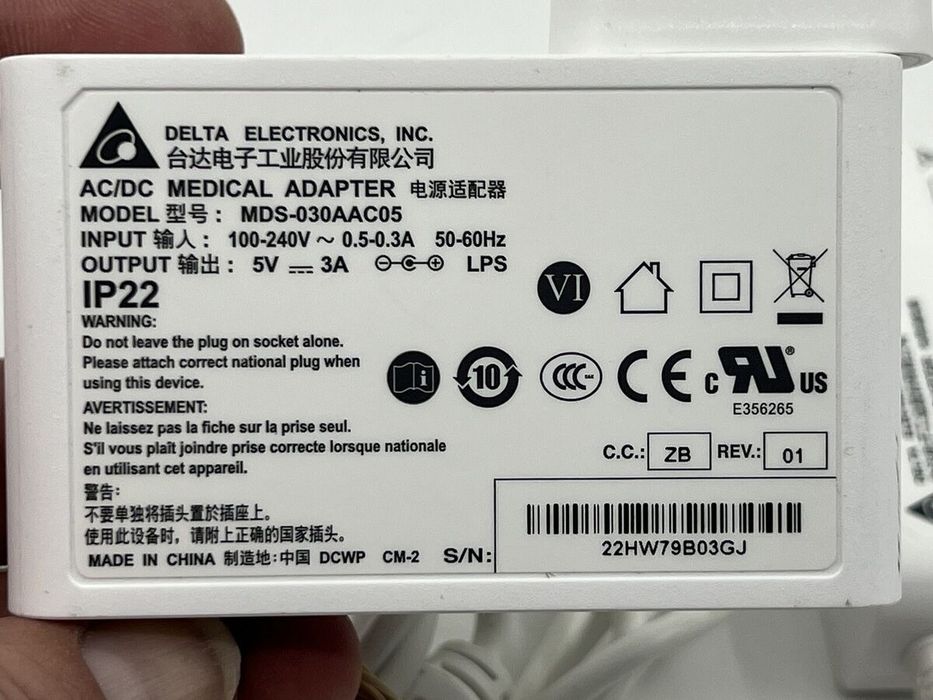 DELTA ELECTRONICS, INC.
台达电子工业股份有限公司
AC/DC MEDICAL ADAPTER 电源适配器
MODEL 型号: MDS-030AAC05
INPUT 输入: 100-240V ~ 0.5-0.3A 50-60Hz
OUTPUT 输出: 5V ⎓ 3A LPS
IP22
WARNING:
Do not leave the plug on socket alone.
Please attach correct national plug when
using this device.
AVERTISSEMENT:
Ne laissez pas la fiche sur la prise seul.
S'il vous plaît joindre prise correcte lorsque nationale
en utilisant cet appareil.
警告:
不要单独将插头置於插座上。
使用此设备时，请附上正确的国家插头。
MADE IN CHINA 制造地:中国 DCWP CM-2 S/N:
VI
i 10 CCC CE c RU ® US
E356265
C.C.: ZB REV.: 01
22HW79B03GJ